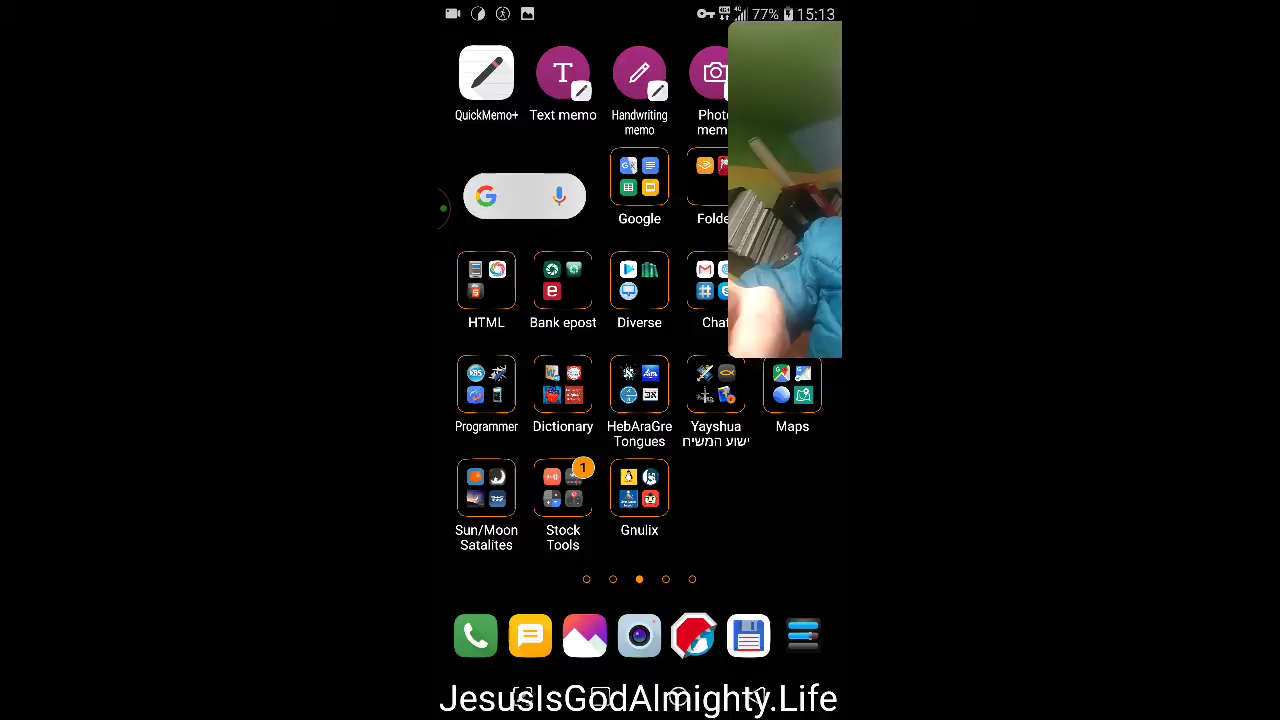 77% 15:13
QuickMemo+ Text memo Handwriting memo
Google
HTML Bank epost Diverse
Programmer Dictionary HebAraGre Tongues Yayshua ישוע המשיח Maps
Sun/Moon Satalites Stock Tools 1 Gnulix
JesusIsGodAlmighty.Life